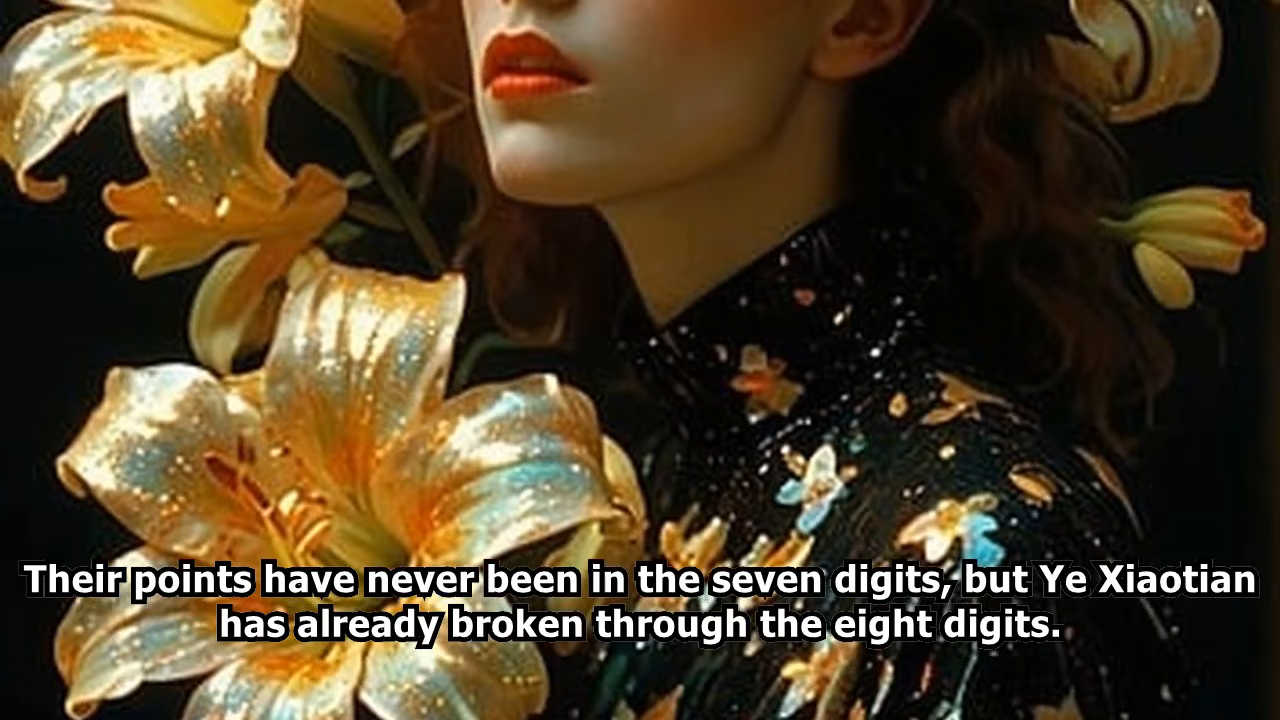 Their points have never been in the seven digits, but Ye Xiaotian
has already broken through the eight digits.